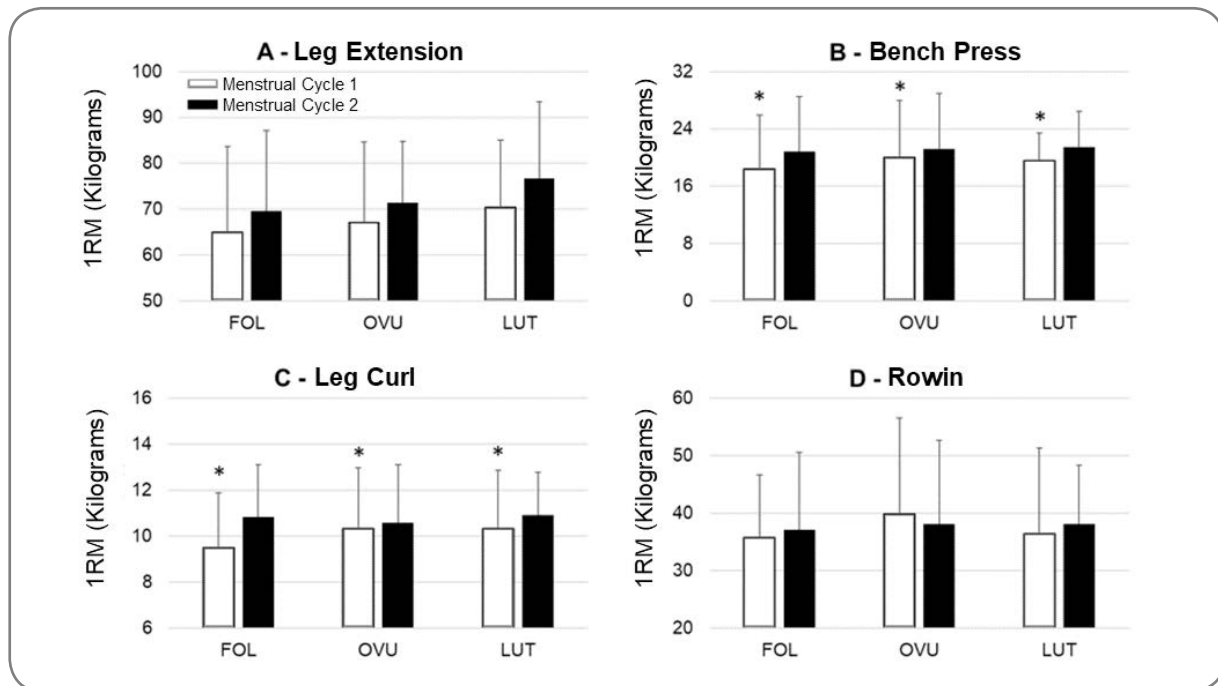 A - Leg Extension
1RM (Kilograms)
100
90
80
70
60
50
Menstrual Cycle 1
Menstrual Cycle 2
FOL OVU LUT
B - Bench Press
1RM (Kilograms)
32
24
16
8
0
* * *
FOL OVU LUT
C - Leg Curl
1RM (Kilograms)
16
14
12
10
8
6
* * *
FOL OVU LUT
D - Rowin
1RM (Kilograms)
60
50
40
30
20
FOL OVU LUT